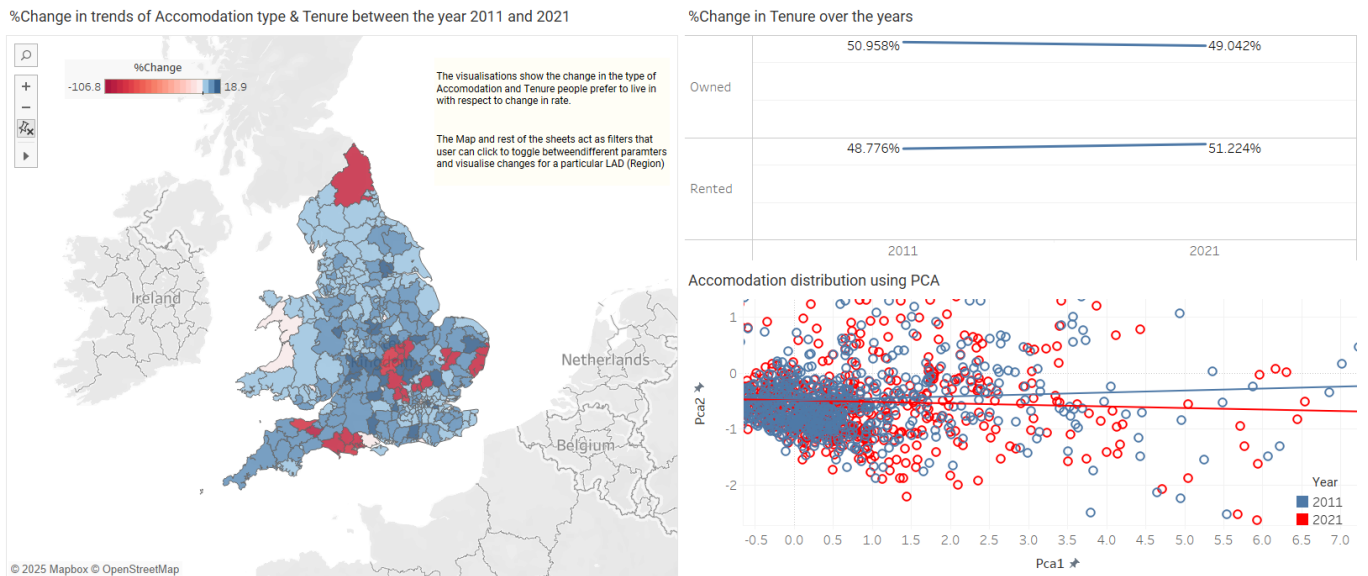 %Change in trends of Accomodation type & Tenure between the year 2011 and 2021
%Change
-106.8
18.9
The visualisations show the change in the type of
Accomodation and Tenure people prefer to live in
with respect to change in rate.
The Map and rest of the sheets act as filters that
user can click to toggle betweendifferent paramters
and visualise changes for a particular LAD (Region)
Ireland
Netherlands
Belgium
© 2025 Mapbox © OpenStreetMap
%Change in Tenure over the years
Owned
50.958%
49.042%
Rented
48.776%
51.224%
2011
2021
Accomodation distribution using PCA
Pca2
1
0
-1
-2
-0.5 0.0 0.5 1.0 1.5 2.0 2.5 3.0 3.5 4.0 4.5 5.0 5.5 6.0 6.5 7.0
Pca1
Year
2011
2021